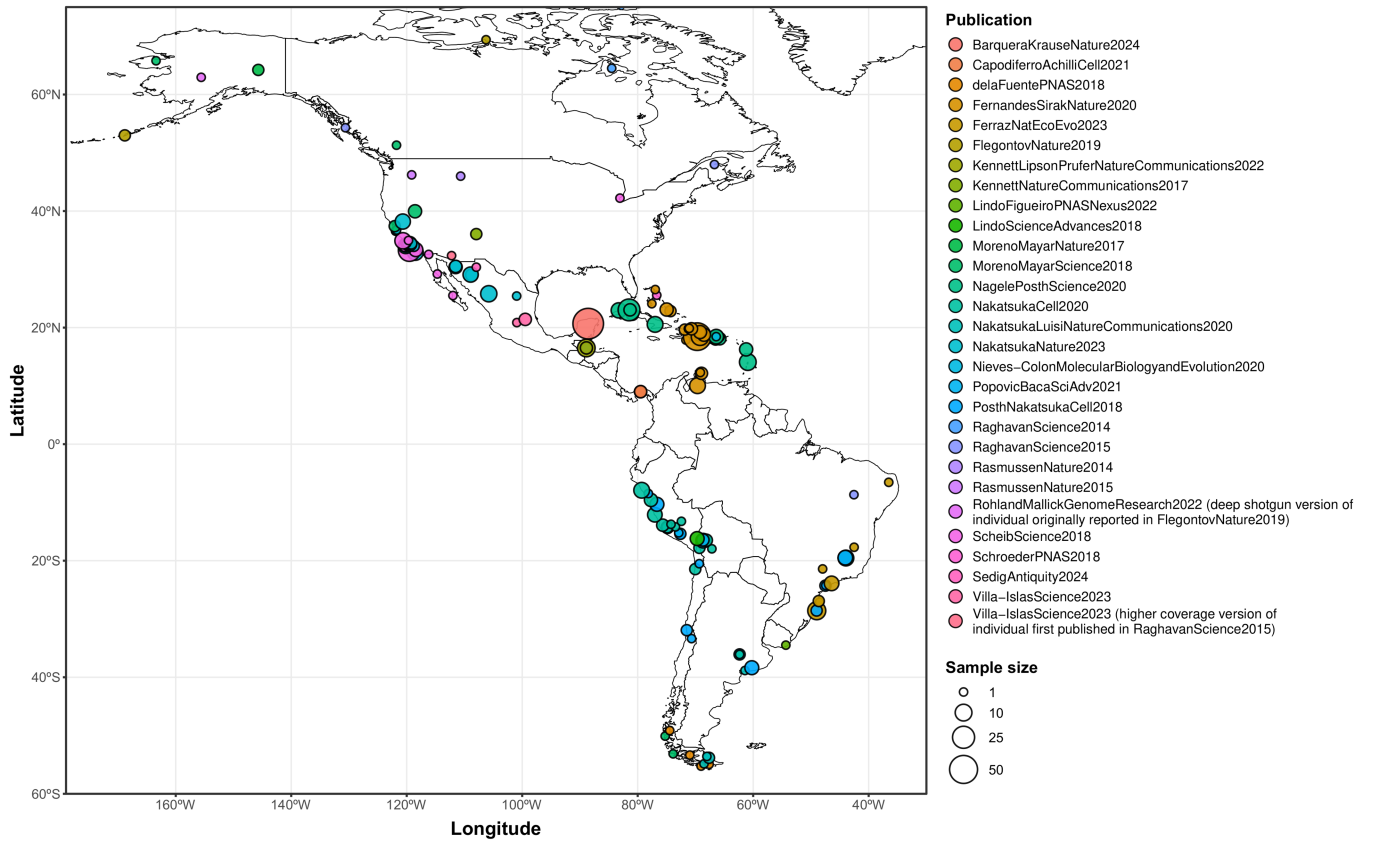 Publication
BarqueraKrauseNature2024
CapodiferroAchilliCell2021
delaFuentePNAS2018
FernandesSirakNature2020
FerrazNatEcoEvo2023
FlegontovNature2019
KennettLipsonPruferNatureCommunications2022
KennettNatureCommunications2017
LindoFigueiroPNASNexus2022
LindoScienceAdvances2018
MorenoMayarNature2017
MorenoMayarScience2018
NagelePosthScience2020
NakatsukaCell2020
NakatsukaLuisiNatureCommunications2020
NakatsukaNature2023
Nieves−ColonMolecularBiologyandEvolution2020
PopovicBacaSciAdv2021
PosthNakatsukaCell2018
RaghavanScience2014
RaghavanScience2015
RasmussenNature2014
RasmussenNature2015
RohlandMallickGenomeResearch2022 (deep shotgun version of
individual originally reported in FlegontovNature2019)
ScheibScience2018
SchroederPNAS2018
SedigAntiquity2024
Villa−IslasScience2023
Villa−IslasScience2023 (higher coverage version of
individual first published in RaghavanScience2015)
Sample size
1
10
25
50
Latitude
60ºN
40ºN
20ºN
0º
20ºS
40ºS
60ºS
160ºW
140ºW
120ºW
100ºW
80ºW
60ºW
40ºW
Longitude